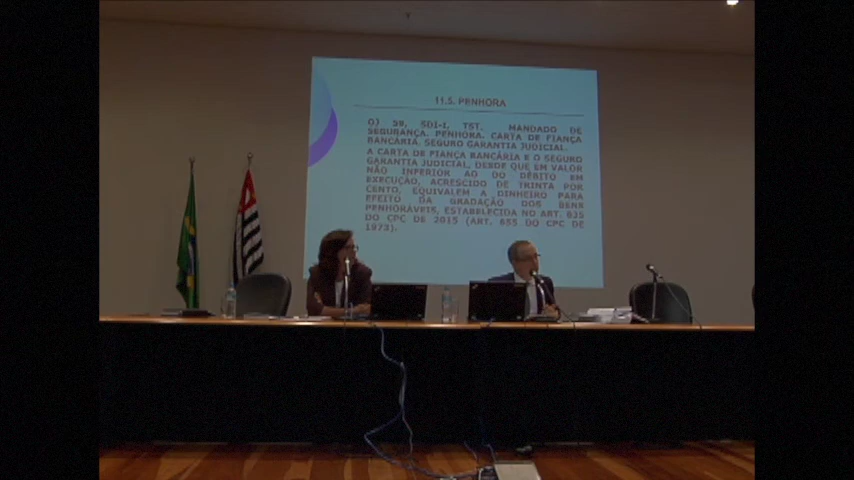 11.5. PENHORA
OJ 59, SDI-I, TST. MANDADO DE
SEGURANÇA. PENHORA. CARTA DE FIANÇA
BANCÁRIA. SEGURO GARANTIA JUDICIAL.
A CARTA DE FIANÇA BANCÁRIA E O SEGURO
GARANTIA JUDICIAL, DESDE QUE EM VALOR
NÃO INFERIOR AO DO DÉBITO EM
EXECUÇÃO, ACRESCIDO DE TRINTA POR
CENTO, EQUIVALEM A DINHEIRO PARA
EFEITO DA GRADAÇÃO DOS BENS
PENHORÁVEIS, ESTABELECIDA NO ART. 835
DO CPC DE 2015 (ART. 655 DO CPC DE
1973).